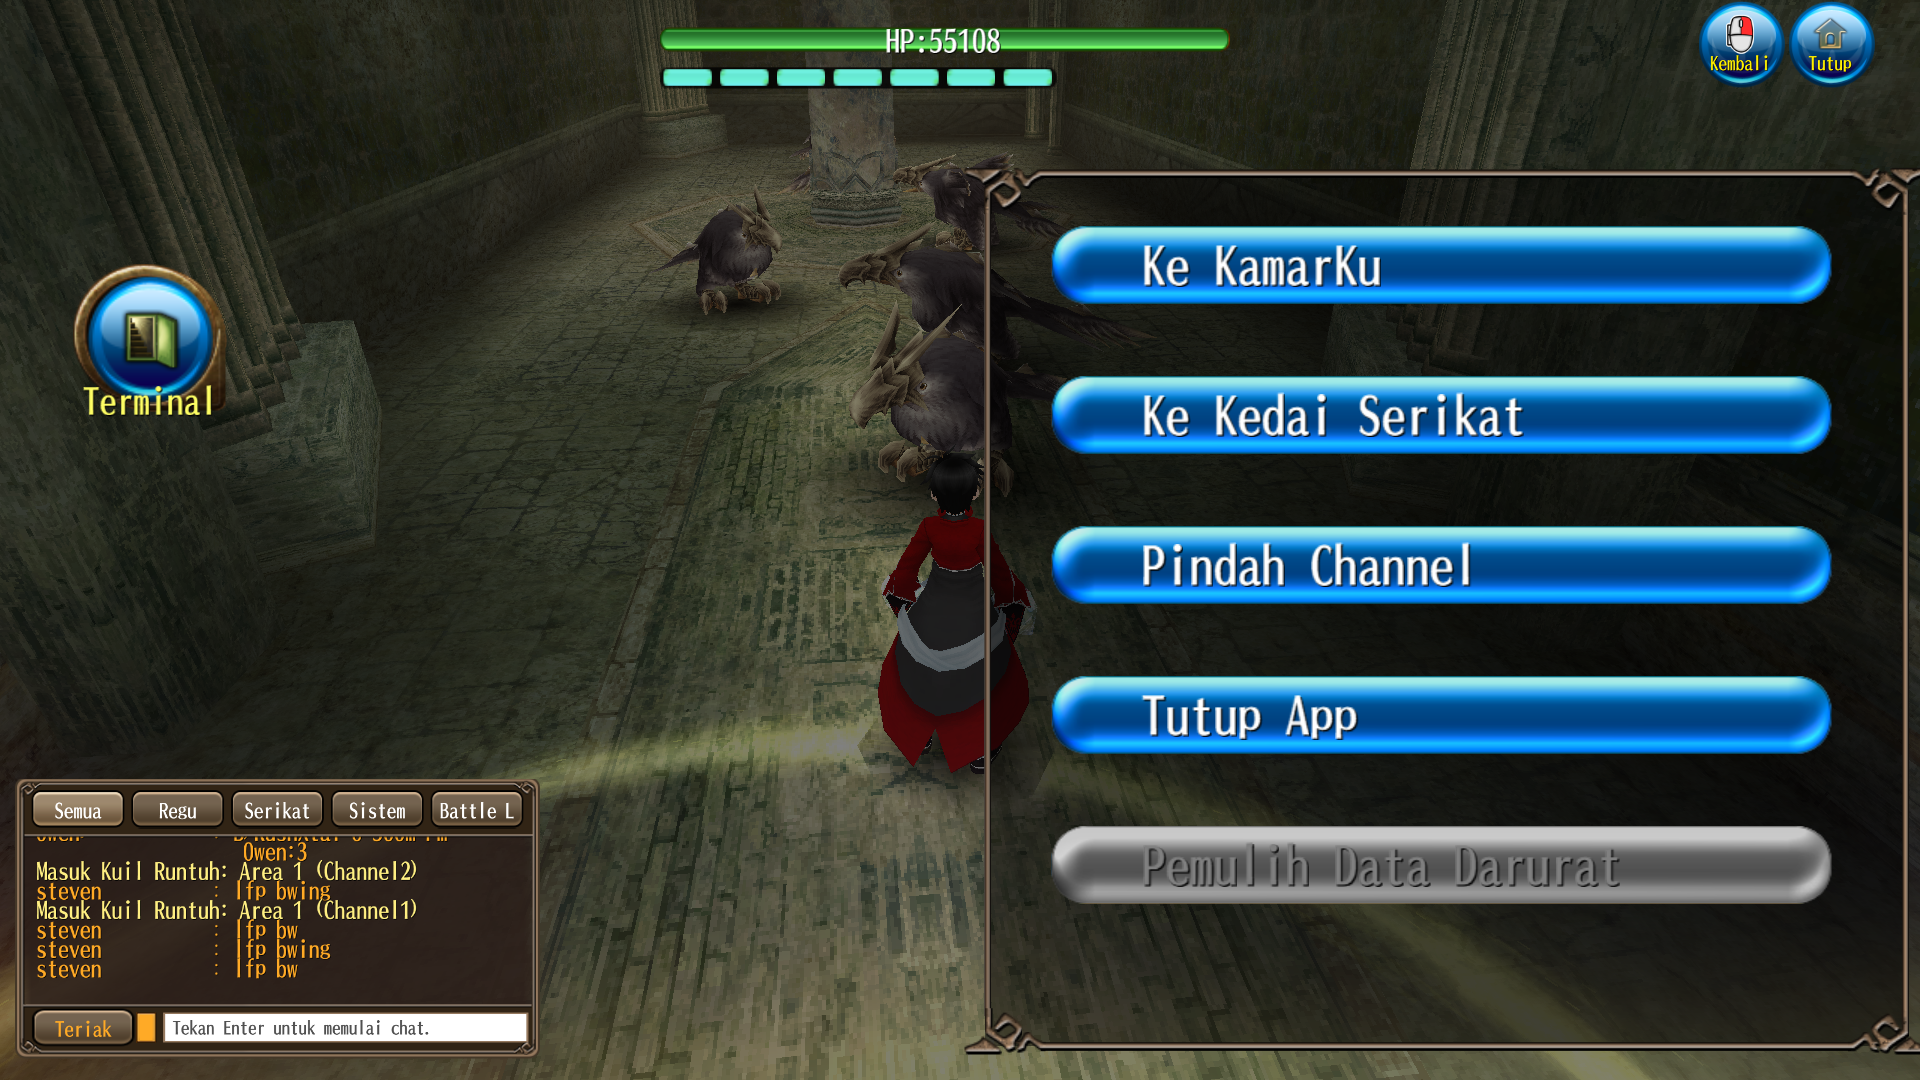 HP:55108
Kembali
Tutup
Ke KamarKu
Terminal
Ke Kedai Serikat
Pindah Channel
Tutup App
Pemulih Data Darurat
Semua Regu Serikat Sistem Battle L
Owen:3
Masuk Kuil Runtuh: Area 1 (Channel2)
steven : lfp bwing
Masuk Kuil Runtuh: Area 1 (Channel1)
steven : lfp bw
steven : lfp bwing
steven : lfp bw
Teriak Tekan Enter untuk memulai chat.